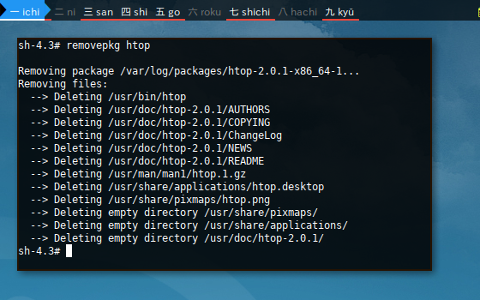 一 ichi 二 ni 三 san 四 shi 五 go 六 roku 七 shichi 八 hachi 九 kyū
sh-4.3# removepkg htop
Removing package /var/log/packages/htop-2.0.1-x86_64-1...
Removing files:
--> Deleting /usr/bin/htop
--> Deleting /usr/doc/htop-2.0.1/AUTHORS
--> Deleting /usr/doc/htop-2.0.1/COPYING
--> Deleting /usr/doc/htop-2.0.1/ChangeLog
--> Deleting /usr/doc/htop-2.0.1/NEWS
--> Deleting /usr/doc/htop-2.0.1/README
--> Deleting /usr/man/man1/htop.1.gz
--> Deleting /usr/share/applications/htop.desktop
--> Deleting /usr/share/pixmaps/htop.png
--> Deleting empty directory /usr/share/pixmaps/
--> Deleting empty directory /usr/share/applications/
--> Deleting empty directory /usr/doc/htop-2.0.1/
sh-4.3#